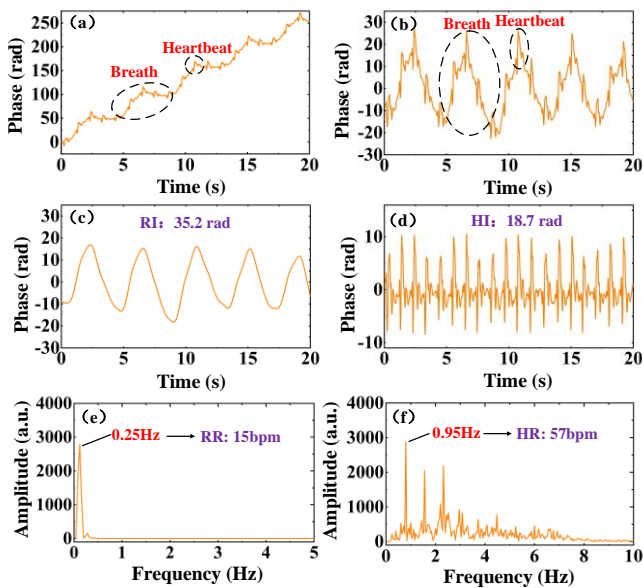 (a)
Breath
Heartbeat
Phase (rad)
250
200
150
100
50
0
0
5
10
15
20
Time (s)
(b)
Breath
Heartbeat
Phase (rad)
30
20
10
0
-10
-20
-30
0
5
10
15
20
Time (s)
(c)
RI: 35.2 rad
Phase (rad)
30
20
10
0
-10
-20
-30
0
5
10
15
20
Time (s)
(d)
HI: 18.7 rad
Phase (rad)
10
0
-10
0
5
10
15
20
Time (s)
(e)
0.25Hz
RR: 15bpm
Amplitude (a.u.)
4000
3000
2000
1000
0
0
1
2
3
4
5
Frequency (Hz)
(f)
0.95Hz
HR: 57bpm
Amplitude (a.u.)
4000
3000
2000
1000
0
0
2
4
6
8
10
Frequency (Hz)